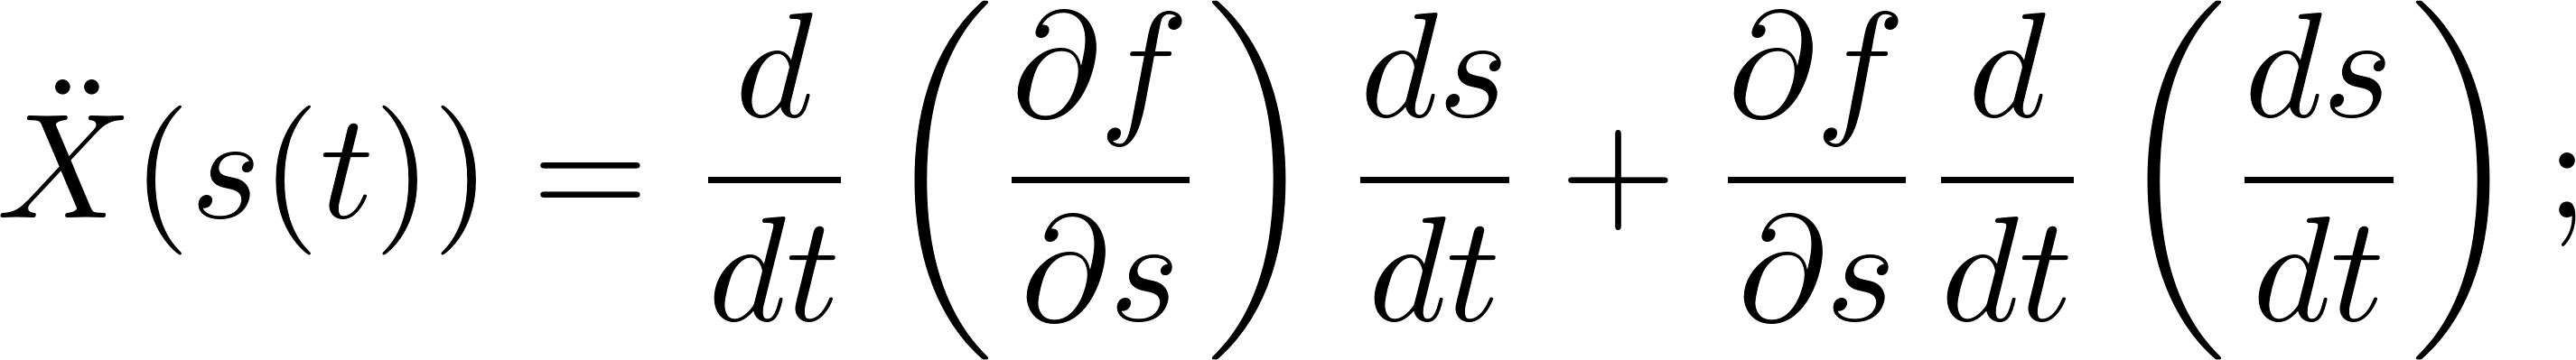 Ẍ(s(t)) = d/dt (∂f/∂s) ds/dt + ∂f/∂s d/dt (ds/dt) ;